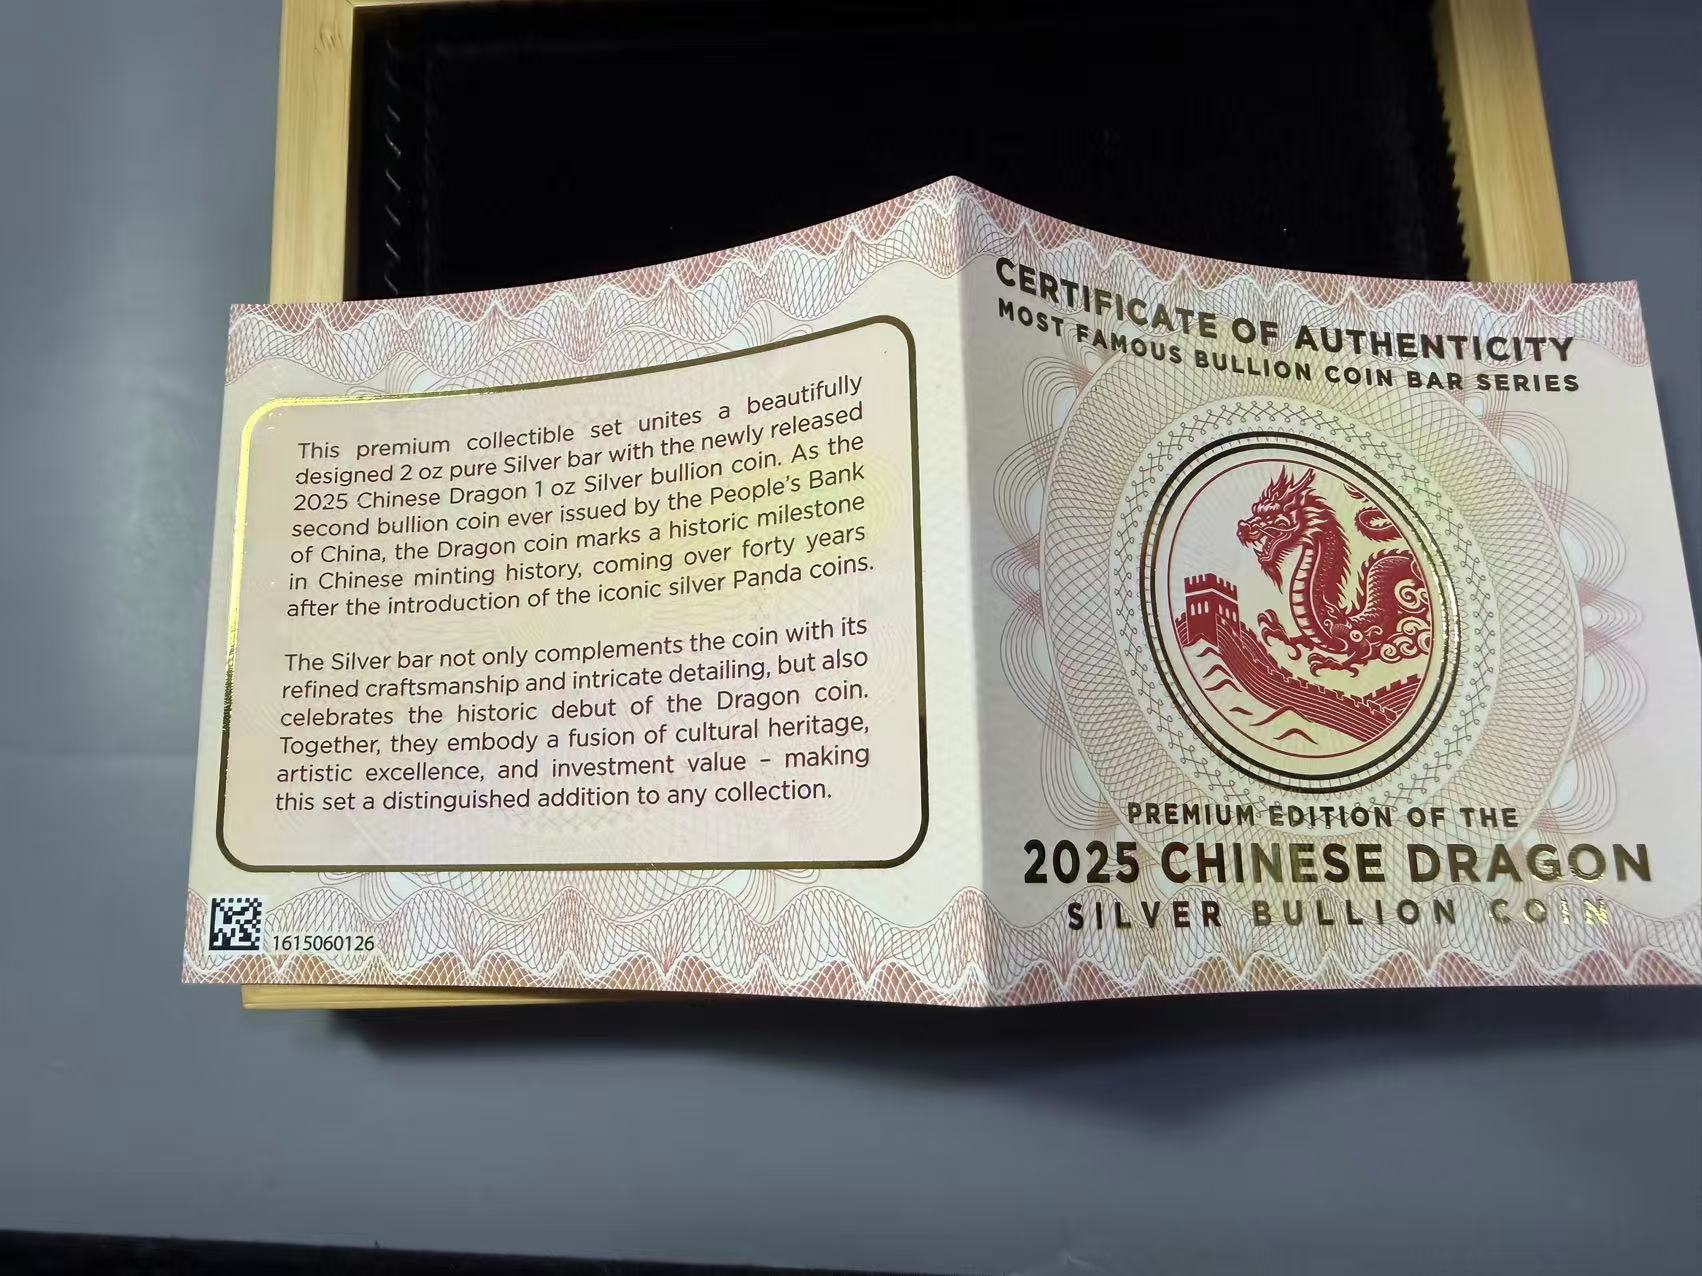 This premium collectible set unites a beautifully
designed 2 oz pure Silver bar with the newly released
2025 Chinese Dragon 1 oz Silver bullion coin. As the
second bullion coin ever issued by the People's Bank
of China, the Dragon coin marks a historic milestone
in Chinese minting history, coming over forty years
after the introduction of the iconic silver Panda coins.
The Silver bar not only complements the coin with its
refined craftsmanship and intricate detailing, but also
celebrates the historic debut of the Dragon coin.
Together, they embody a fusion of cultural heritage,
artistic excellence, and investment value – making
this set a distinguished addition to any collection.
1615060126
CERTIFICATE OF AUTHENTICITY
MOST FAMOUS BULLION COIN BAR SERIES
PREMIUM EDITION OF THE
2025 CHINESE DRAGON
SILVER BULLION COIN